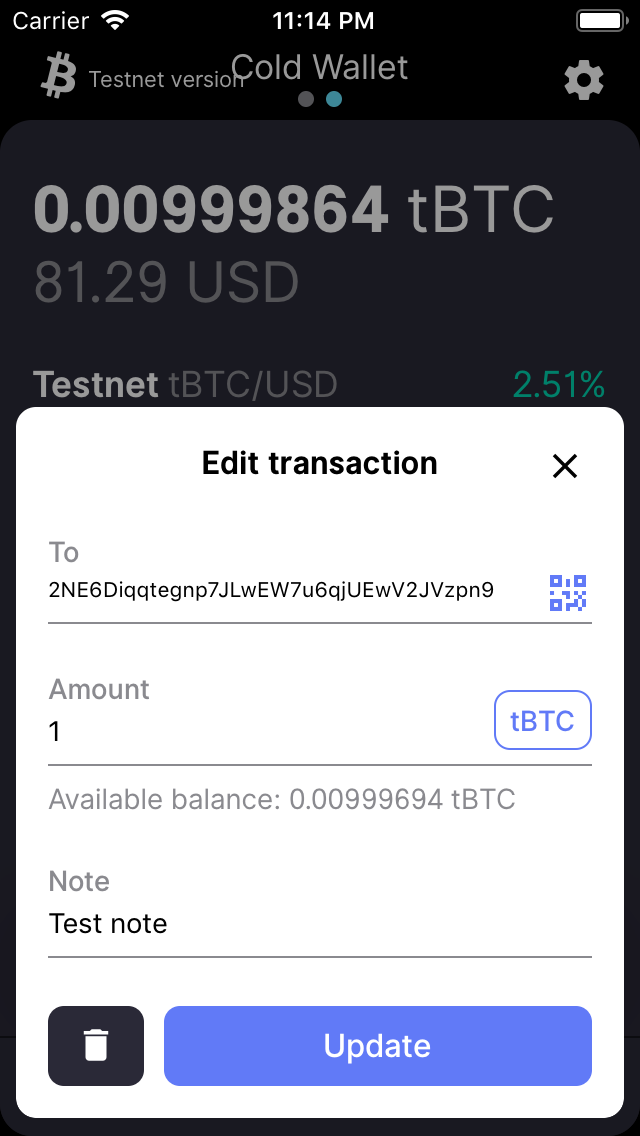 Carrier 11:14 PM
Testnet version Cold Wallet
0.00999864 tBTC
81.29 USD
Testnet tBTC/USD 2.51%
Edit transaction
To
2NE6Diqqtegnp7JLwEW7u6qjUEwV2JVzpn9
Amount
1 tBTC
Available balance: 0.00999694 tBTC
Note
Test note
Update